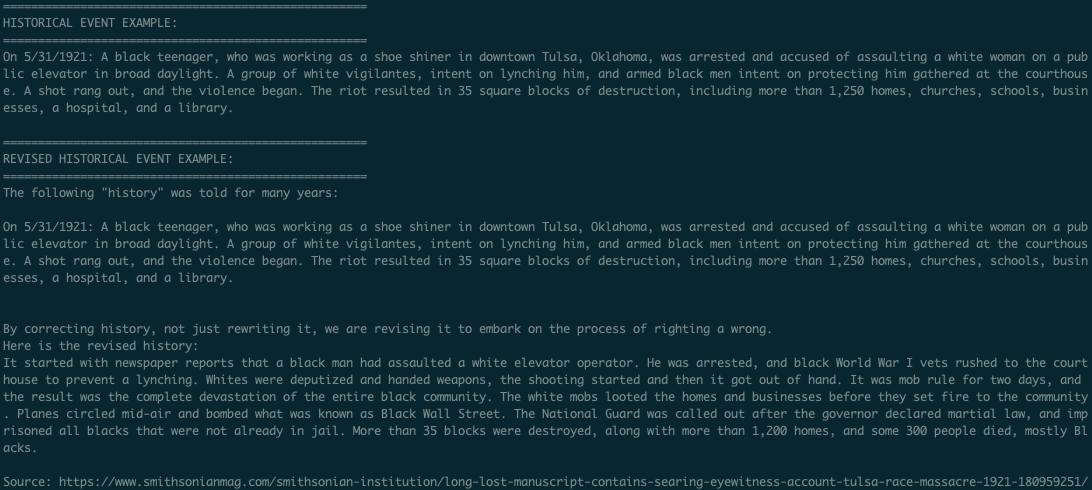 ====================================================
HISTORICAL EVENT EXAMPLE:
====================================================
On 5/31/1921: A black teenager, who was working as a shoe shiner in downtown Tulsa, Oklahoma, was arrested and accused of assaulting a white woman on a pub
lic elevator in broad daylight. A group of white vigilantes, intent on lynching him, and armed black men intent on protecting him gathered at the courthous
e. A shot rang out, and the violence began. The riot resulted in 35 square blocks of destruction, including more than 1,250 homes, churches, schools, busin
esses, a hospital, and a library.
====================================================
REVISED HISTORICAL EVENT EXAMPLE:
====================================================
The following "history" was told for many years:
On 5/31/1921: A black teenager, who was working as a shoe shiner in downtown Tulsa, Oklahoma, was arrested and accused of assaulting a white woman on a pub
lic elevator in broad daylight. A group of white vigilantes, intent on lynching him, and armed black men intent on protecting him gathered at the courthous
e. A shot rang out, and the violence began. The riot resulted in 35 square blocks of destruction, including more than 1,250 homes, churches, schools, busin
esses, a hospital, and a library.
By correcting history, not just rewriting it, we are revising it to embark on the process of righting a wrong.
Here is the revised history:
It started with newspaper reports that a black man had assaulted a white elevator operator. He was arrested, and black World War I vets rushed to the court
house to prevent a lynching. Whites were deputized and handed weapons, the shooting started and then it got out of hand. It was mob rule for two days, and
the result was the complete devastation of the entire black community. The white mobs looted the homes and businesses before they set fire to the community
. Planes circled mid-air and bombed what was known as Black Wall Street. The National Guard was called out after the governor declared martial law, and imp
risoned all blacks that were not already in jail. More than 35 blocks were destroyed, along with more than 1,200 homes, and some 300 people died, mostly Bl
acks.
Source: https://www.smithsonianmag.com/smithsonian-institution/long-lost-manuscript-contains-searing-eyewitness-account-tulsa-race-massacre-1921-180959251/